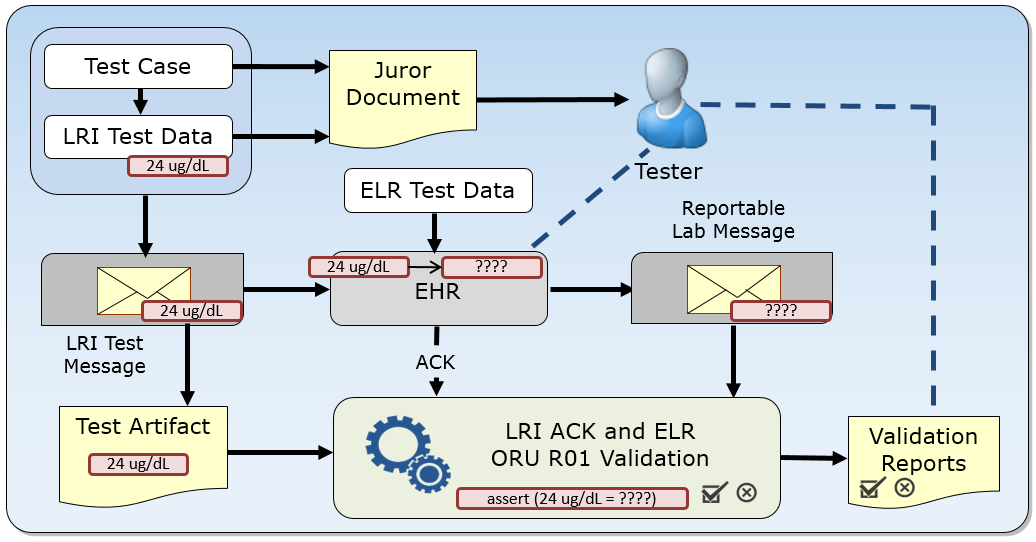 Test Case
LRI Test Data
24 ug/dL
Juror
Document
Tester
ELR Test Data
Reportable
Lab Message
24 ug/dL
????
EHR
24 ug/dL
????
LRI Test
Message
ACK
Test Artifact
24 ug/dL
LRI ACK and ELR
ORU R01 Validation
assert (24 ug/dL = ????)
Validation
Reports